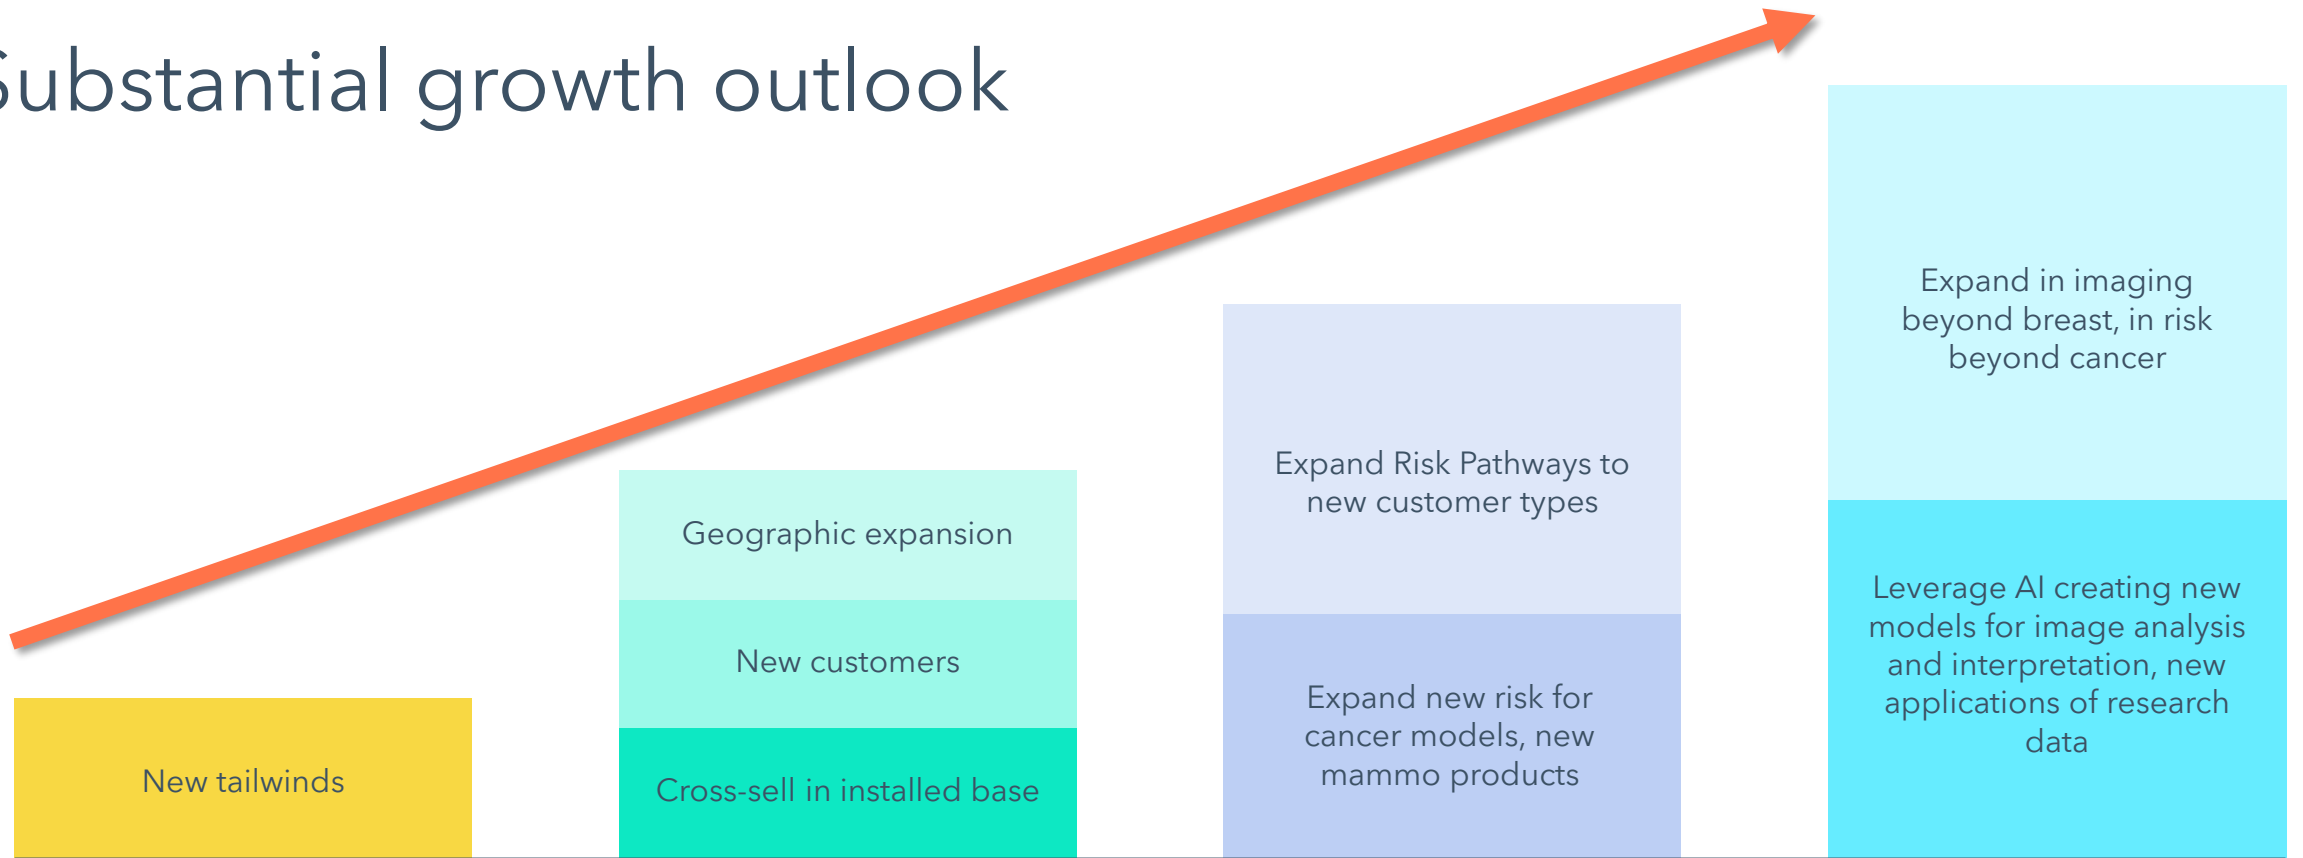 Substantial growth outlook
New tailwinds
Geographic expansion
New customers
Cross-sell in installed base
Expand Risk Pathways to
new customer types
Expand new risk for
cancer models, new
mammo products
Expand in imaging
beyond breast, in risk
beyond cancer
Leverage AI creating new
models for image analysis
and interpretation, new
applications of research
data